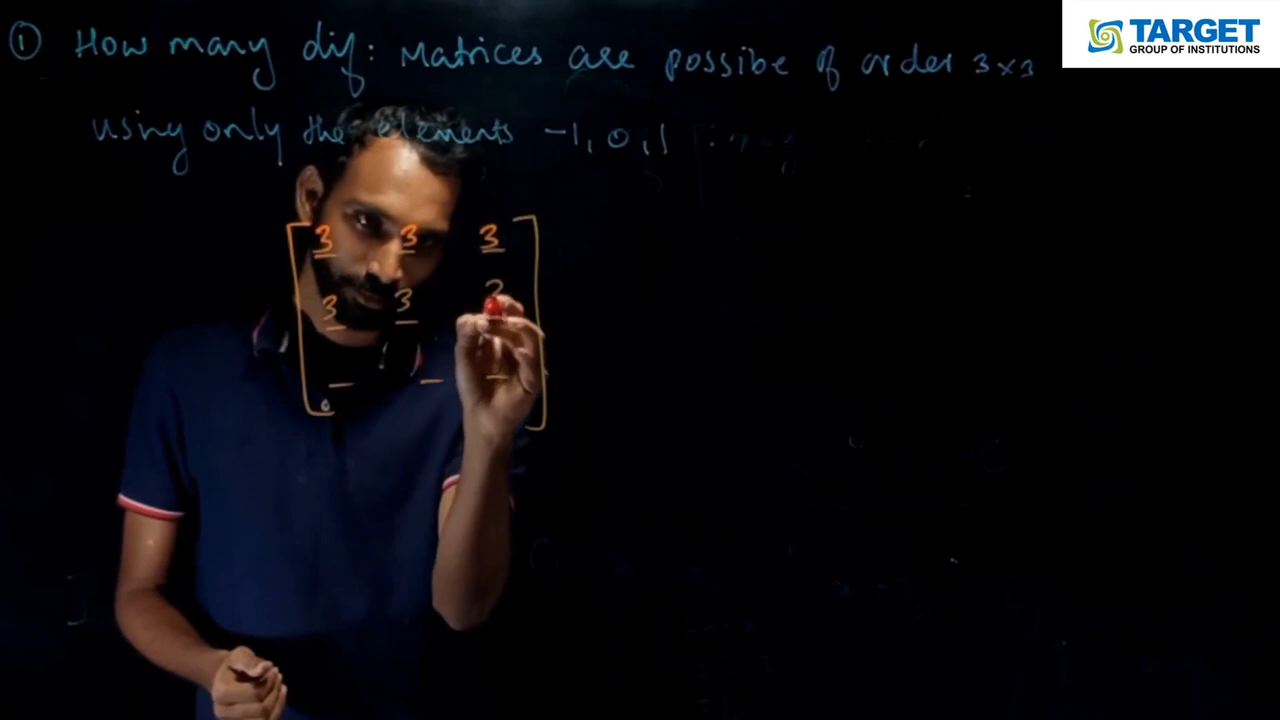 ① How many dif: Matrices are possibe of order 3×3
using only the elements -1, 0, 1
3 3 3
3 3 3
TARGET
GROUP OF INSTITUTIONS